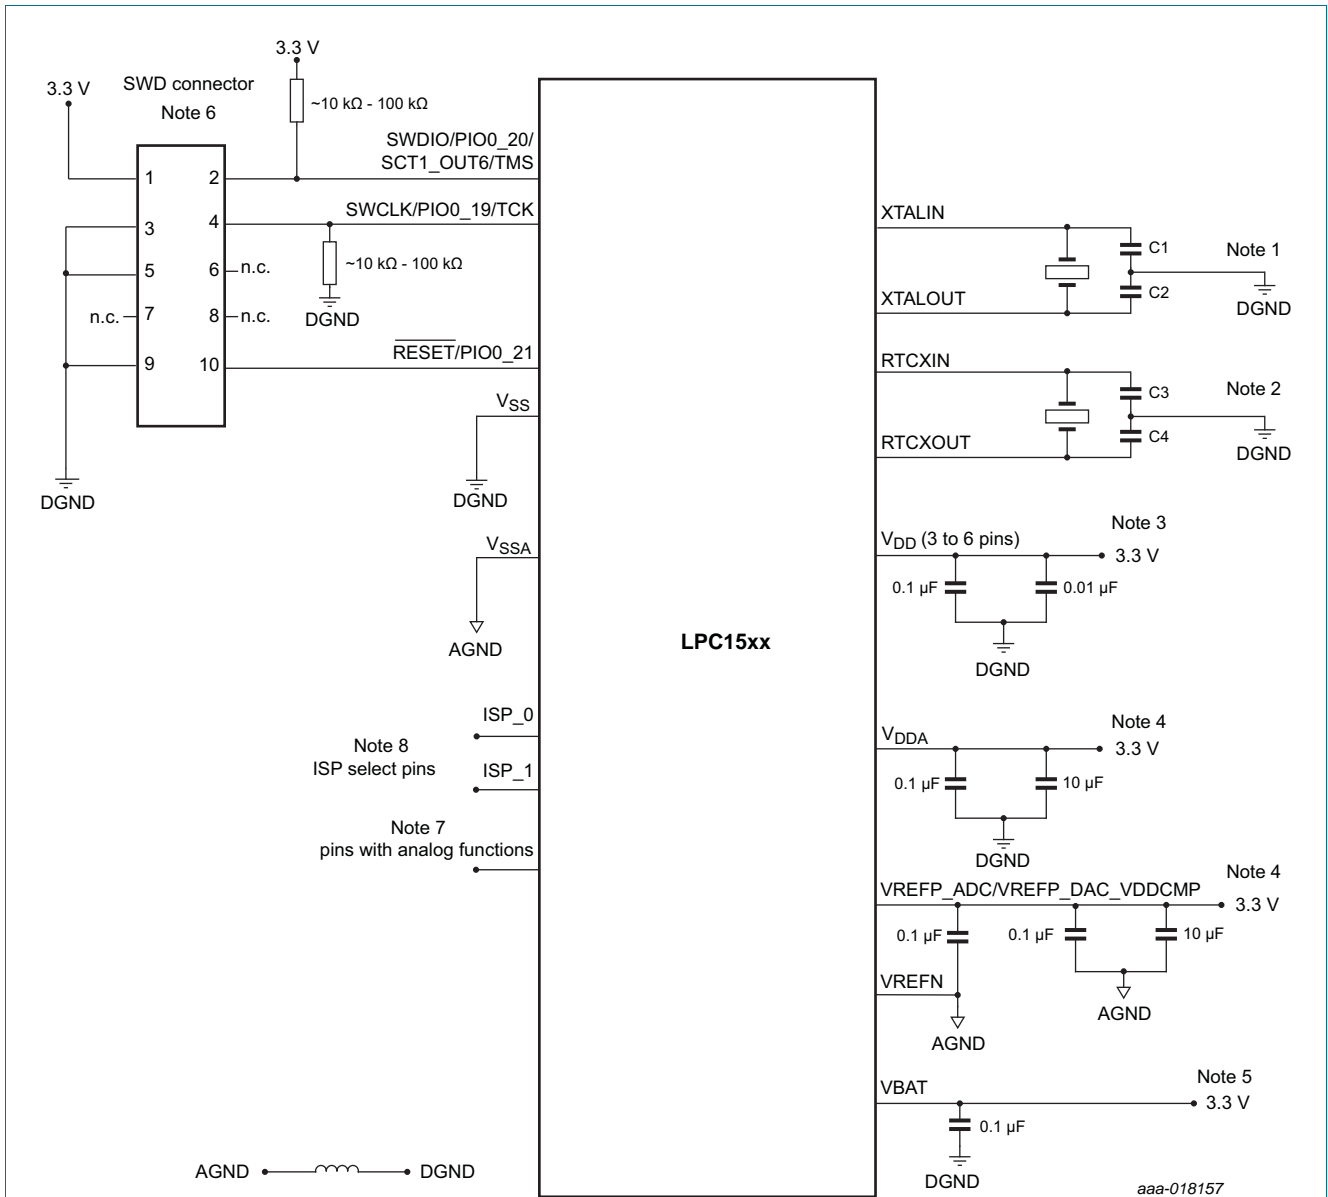 3.3 V
3.3 V
SWD connector
Note 6
~10 kΩ - 100 kΩ
SWDIO/PIO0_20/
SCT1_OUT6/TMS
1
2
SWCLK/PIO0_19/TCK
3
4
~10 kΩ - 100 kΩ
5
6
n.c.
DGND
n.c.
7
8
n.c.
9
10
RESET/PIO0_21
DGND
VSS
DGND
VSSA
AGND
ISP_0
Note 8
ISP select pins
ISP_1
Note 7
pins with analog functions
AGND
DGND
LPC15xx
XTALIN
C1
Note 1
C2
XTALOUT
DGND
RTCXIN
C3
Note 2
C4
RTCXOUT
DGND
Note 3
VDD (3 to 6 pins)
3.3 V
0.1 µF
0.01 µF
DGND
Note 4
VDDA
3.3 V
0.1 µF
10 µF
DGND
Note 4
VREFP_ADC/VREFP_DAC_VDDCMP
3.3 V
0.1 µF
0.1 µF
10 µF
VREFN
AGND
AGND
Note 5
VBAT
3.3 V
0.1 µF
DGND
aaa-018157